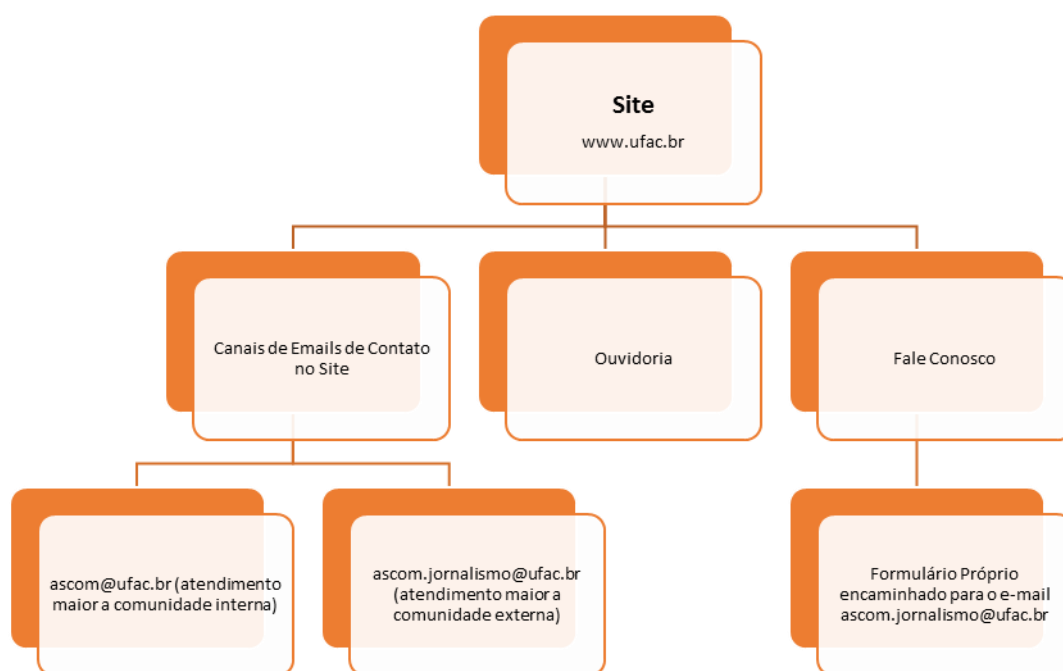 Site
www.ufac.br
Canais de Emails de Contato
no Site
Ouvidoria
Fale Conosco
ascom@ufac.br (atendimento
maior a comunidade interna)
ascom.jornalismo@ufac.br
(atendimento maior a
comunidade externa)
Formulário Próprio
encaminhado para o e-mail
ascom.jornalismo@ufac.br